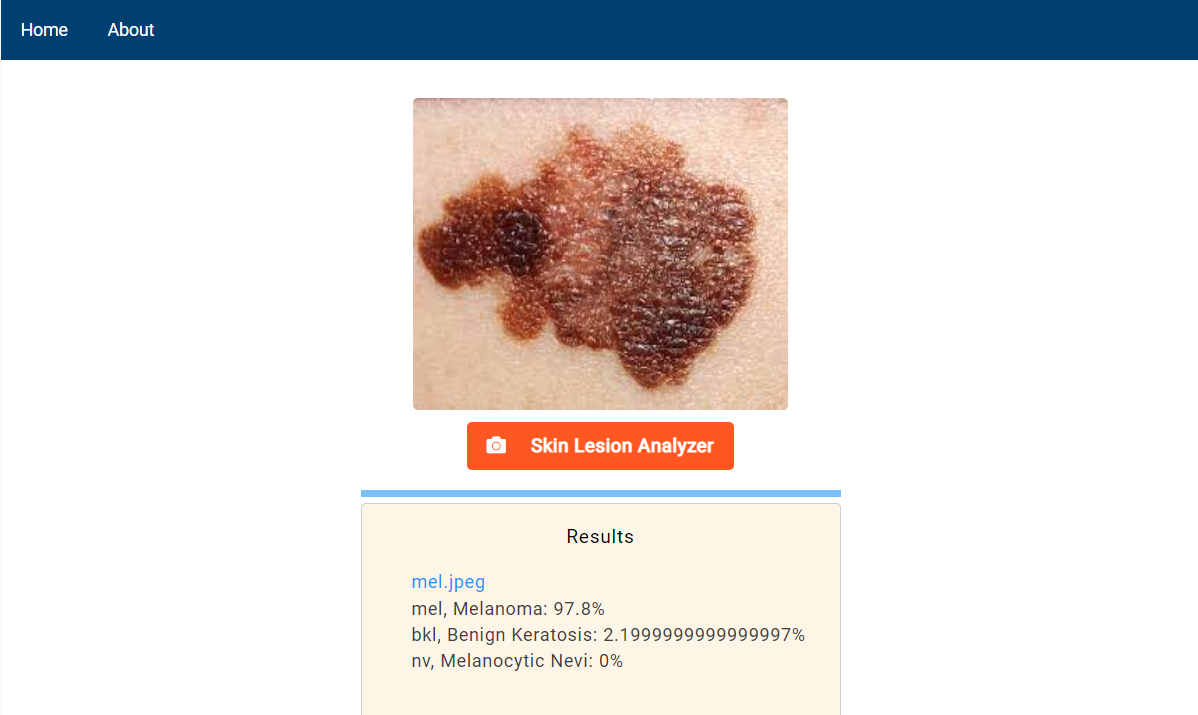 Home About
Skin Lesion Analyzer
Results
mel.jpeg
mel, Melanoma: 97.8%
bkl, Benign Keratosis: 2.1999999999999997%
nv, Melanocytic Nevi: 0%